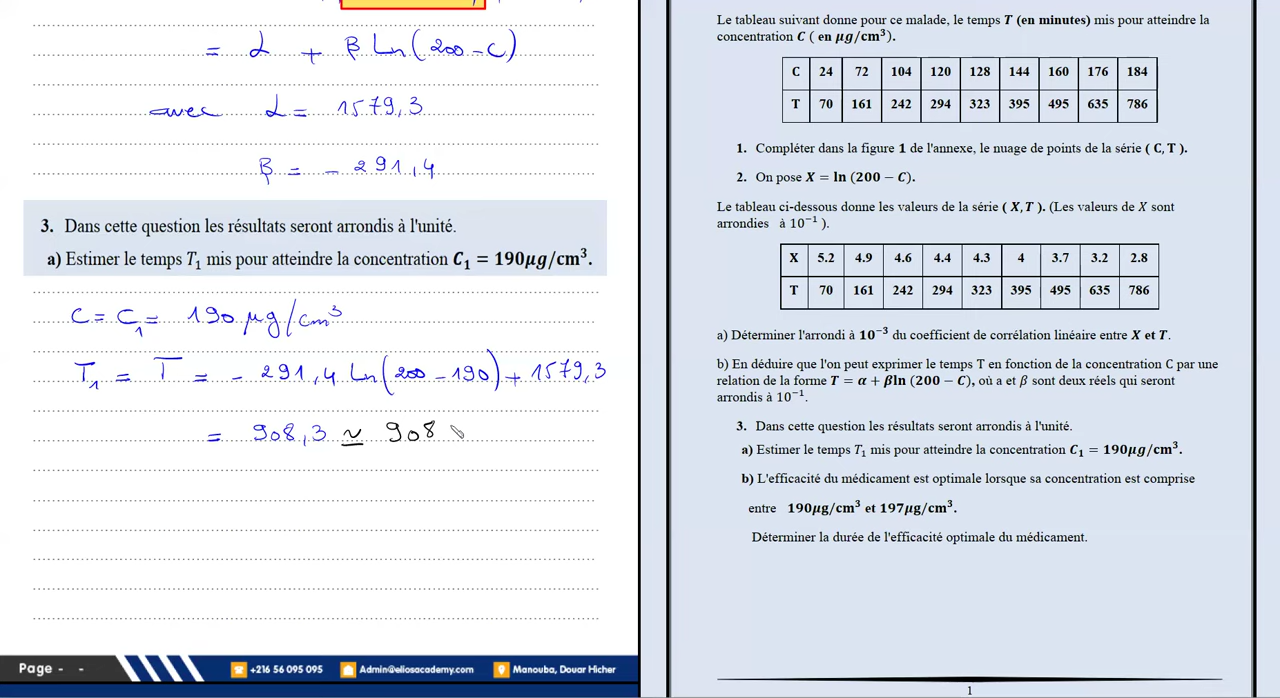 = α + β Ln(200 - C)
avec α = 1579,3
β = - 291,4
3. Dans cette question les résultats seront arrondis à l'unité.
a) Estimer le temps T₁ mis pour atteindre la concentration C₁ = 190μg/cm³.
C = C₁ = 190 μg/cm³
T₁ = T = - 291,4 Ln(200 - 190) + 1579,3
= 908,3 ≃ 908
Page - -
+216 56 095 095 Admin@eliosacademy.com Manouba, Douar Hicher
Le tableau suivant donne pour ce malade, le temps T (en minutes) mis pour atteindre la
concentration C ( en μg/cm³).
C 24 72 104 120 128 144 160 176 184
T 70 161 242 294 323 395 495 635 786
1. Compléter dans la figure 1 de l'annexe, le nuage de points de la série ( C, T ).
2. On pose X = ln (200 − C).
Le tableau ci-dessous donne les valeurs de la série ( X, T ). (Les valeurs de X sont
arrondies à 10⁻¹ ).
X 5.2 4.9 4.6 4.4 4.3 4 3.7 3.2 2.8
T 70 161 242 294 323 395 495 635 786
a) Déterminer l'arrondi à 10⁻³ du coefficient de corrélation linéaire entre X et T.
b) En déduire que l'on peut exprimer le temps T en fonction de la concentration C par une
relation de la forme T = α + βln (200 − C), où a et β sont deux réels qui seront
arrondis à 10⁻¹.
3. Dans cette question les résultats seront arrondis à l'unité.
a) Estimer le temps T₁ mis pour atteindre la concentration C₁ = 190μg/cm³.
b) L'efficacité du médicament est optimale lorsque sa concentration est comprise
entre 190μg/cm³ et 197μg/cm³.
Déterminer la durée de l'efficacité optimale du médicament.
1